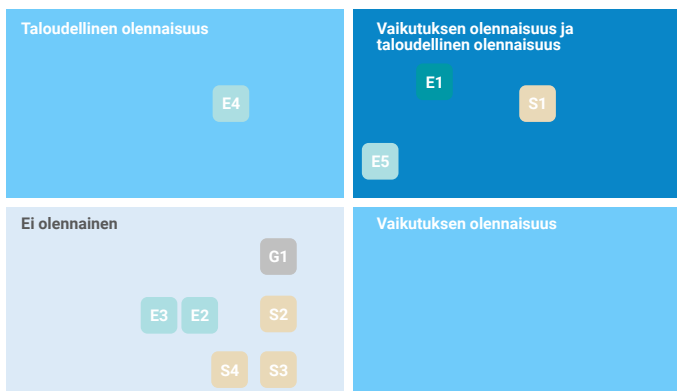 Taloudellinen olennaisuus
E4
Vaikutuksen olennaisuus ja
taloudellinen olennaisuus
E1
S1
E5
Ei olennainen
G1
E3 E2 S2
S4 S3
Vaikutuksen olennaisuus